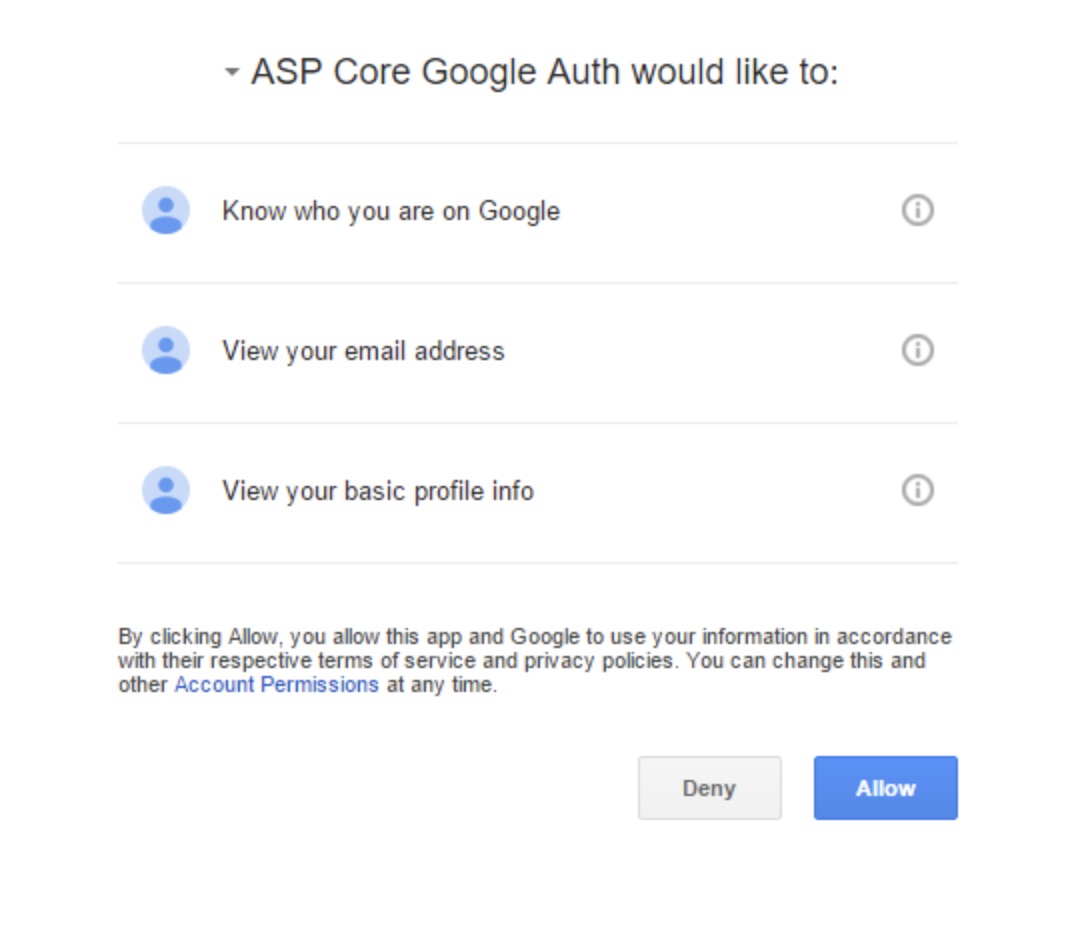 ASP Core Google Auth would like to:
Know who you are on Google
View your email address
View your basic profile info
By clicking Allow, you allow this app and Google to use your information in accordance
with their respective terms of service and privacy policies. You can change this and
other Account Permissions at any time.
Deny Allow